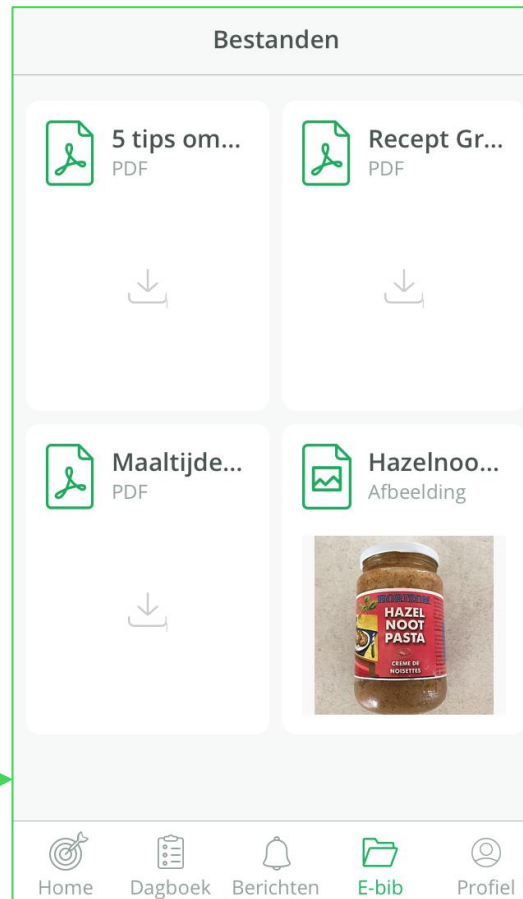 Bestanden
5 tips om...
PDF
Recept Gr...
PDF
Maaltijde...
PDF
Hazelnoo...
Afbeelding
HAZEL
NOOT
PASTA
CREME DE
NOISETTES
Home
Dagboek
Berichten
E-bib
Profiel